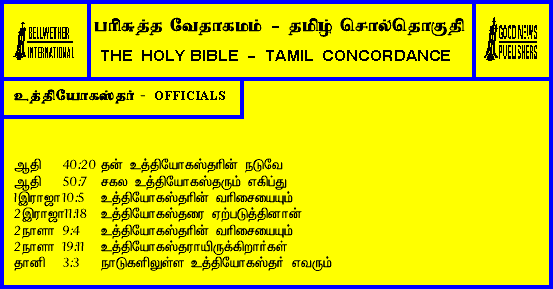 BELLWETHER
INTERNATIONAL
பரிசுத்த வேதாகமம் - தமிழ் சொல்தொகுதி
THE HOLY BIBLE - TAMIL CONCORDANCE
GOOD NEWS
PUBLISHERS
உத்தியோகஸ்தர் - OFFICIALS
ஆதி 40:20 தன் உத்தியோகஸ்தரின் நடுவே
ஆதி 50:7 சகல உத்தியோகஸ்தரும் எகிப்து
1இராஜா 10:5 உத்தியோகஸ்தரின் வரிசையையும்
2இராஜா 11:18 உத்தியோகஸ்தரை ஏற்படுத்தினான்
2நாளா 9:4 உத்தியோகஸ்தரின் வரிசையையும்
2நாளா 19:11 உத்தியோகஸ்தராயிருக்கிறார்கள்
தானி 3:3 நாடுகளிலுள்ள உத்தியோகஸ்தர் எவரும்